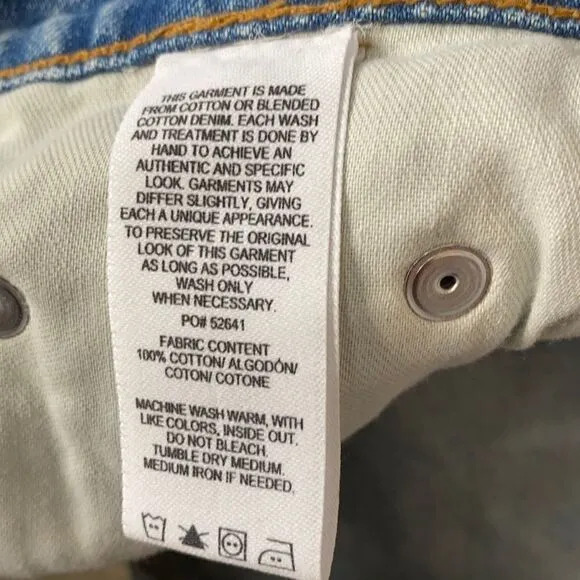 THIS GARMENT IS MADE
FROM COTTON OR BLENDED
COTTON DENIM. EACH WASH
AND TREATMENT IS DONE BY
HAND TO ACHIEVE AN
AUTHENTIC AND SPECIFIC
LOOK. GARMENTS MAY
DIFFER SLIGHTLY, GIVING
EACH A UNIQUE APPEARANCE.
TO PRESERVE THE ORIGINAL
LOOK OF THIS GARMENT
AS LONG AS POSSIBLE,
WASH ONLY
WHEN NECESSARY.
PO# 52641
FABRIC CONTENT
100% COTTON/ ALGODÓN/
COTON/ COTONE
MACHINE WASH WARM, WITH
LIKE COLORS, INSIDE OUT.
DO NOT BLEACH.
TUMBLE DRY MEDIUM.
MEDIUM IRON IF NEEDED.